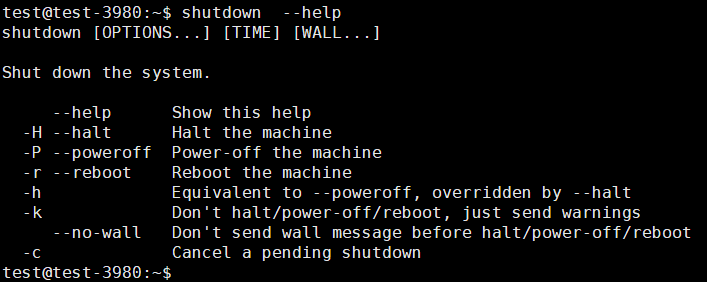 test@test-3980:~$ shutdown  --help
shutdown [OPTIONS...] [TIME] [WALL...]

Shut down the system.

     --help      Show this help
  -H --halt      Halt the machine
  -P --poweroff  Power-off the machine
  -r --reboot    Reboot the machine
  -h             Equivalent to --poweroff, overridden by --halt
  -k             Don't halt/power-off/reboot, just send warnings
     --no-wall   Don't send wall message before halt/power-off/reboot
  -c             Cancel a pending shutdown
test@test-3980:~$